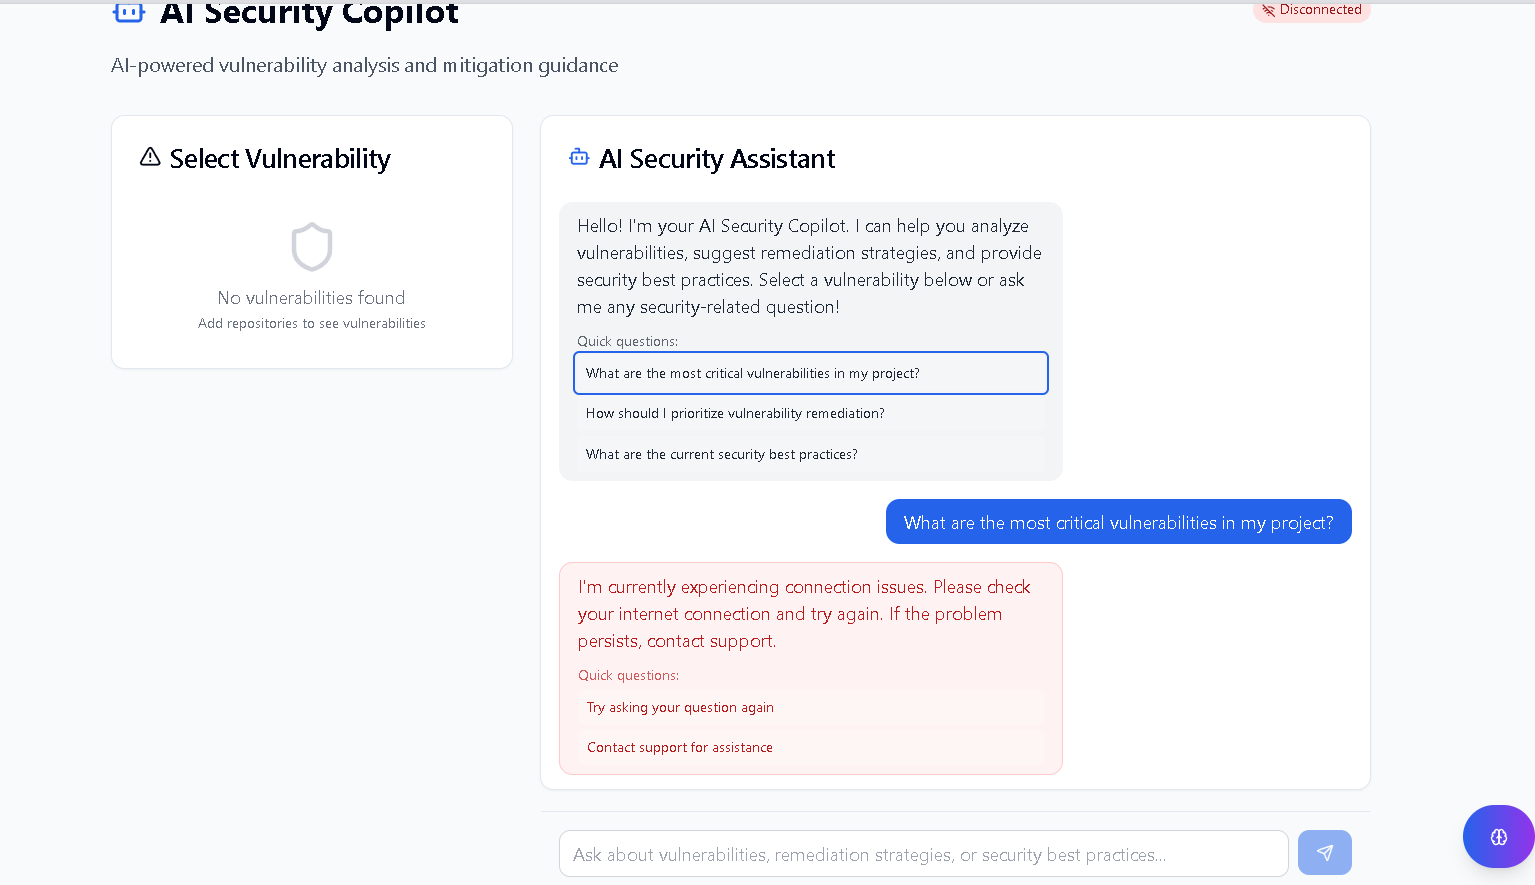 AI Security Copilot
Disconnected
AI-powered vulnerability analysis and mitigation guidance
Select Vulnerability
No vulnerabilities found
Add repositories to see vulnerabilities
AI Security Assistant
Hello! I'm your AI Security Copilot. I can help you analyze
vulnerabilities, suggest remediation strategies, and provide
security best practices. Select a vulnerability below or ask
me any security-related question!
Quick questions:
What are the most critical vulnerabilities in my project?
How should I prioritize vulnerability remediation?
What are the current security best practices?
What are the most critical vulnerabilities in my project?
I'm currently experiencing connection issues. Please check
your internet connection and try again. If the problem
persists, contact support.
Quick questions:
Try asking your question again
Contact support for assistance
Ask about vulnerabilities, remediation strategies, or security best practices...